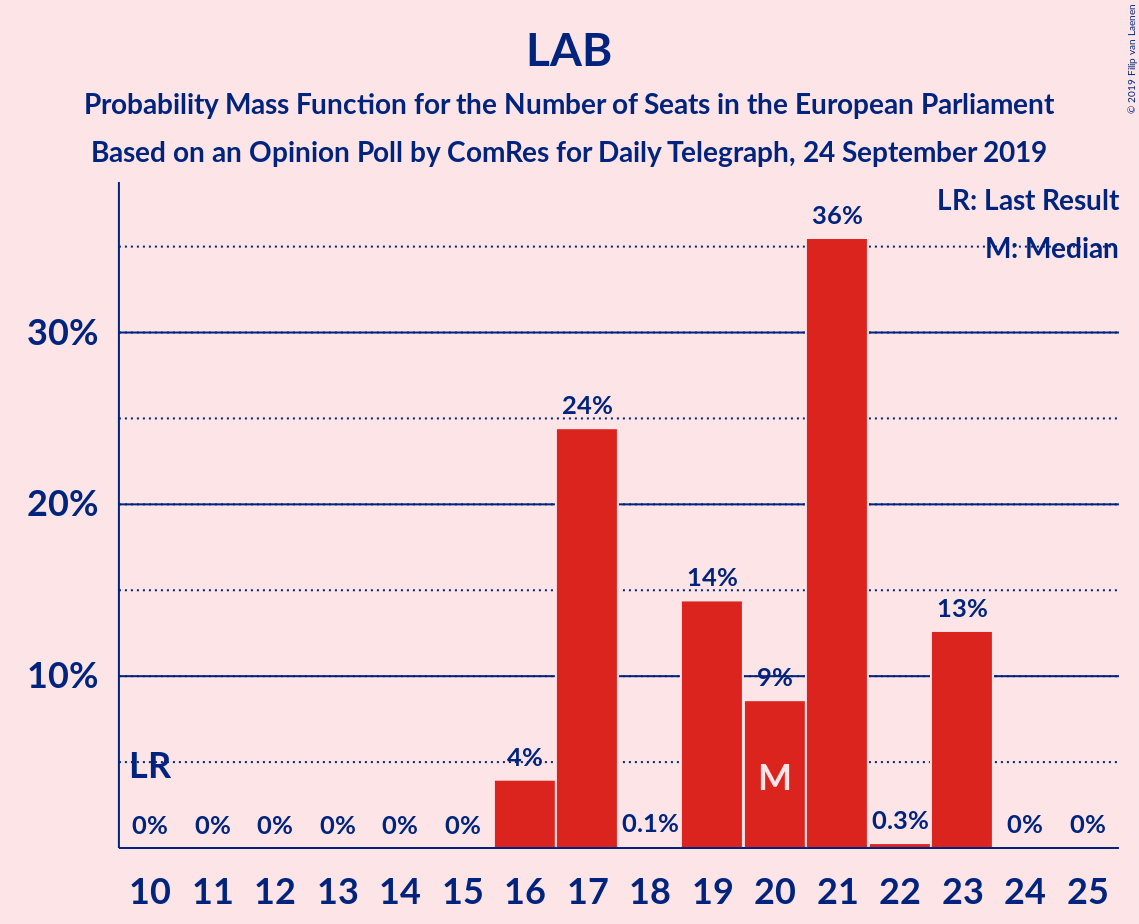 LAB
Probability Mass Function for the Number of Seats in the European Parliament
Based on an Opinion Poll by ComRes for Daily Telegraph, 24 September 2019
© 2019 Filip van Laenen
LR: Last Result
M: Median
30%
20%
10%
LR
0%
0%
0%
0%
0%
0%
4%
24%
0.1%
14%
9%
M
36%
0.3%
13%
0%
0%
10 11 12 13 14 15 16 17 18 19 20 21 22 23 24 25